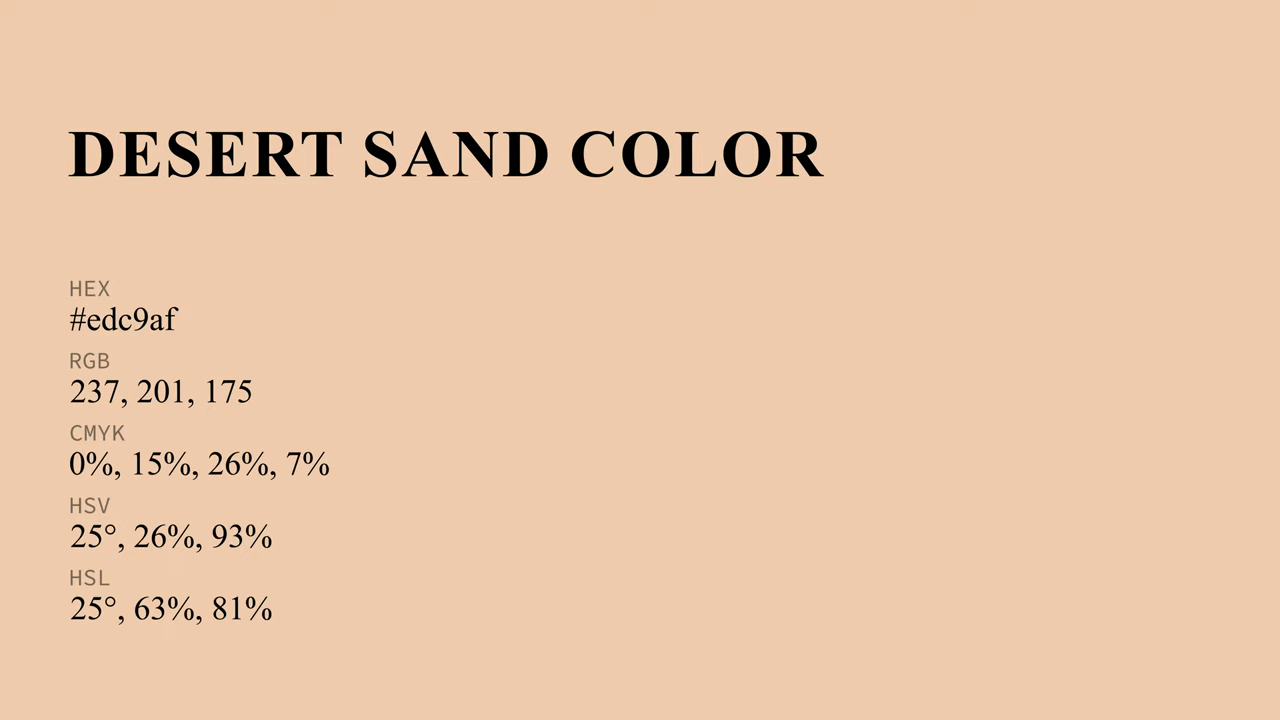 DESERT SAND COLOR
HEX
#edc9af
RGB
237, 201, 175
CMYK
0%, 15%, 26%, 7%
HSV
25°, 26%, 93%
HSL
25°, 63%, 81%